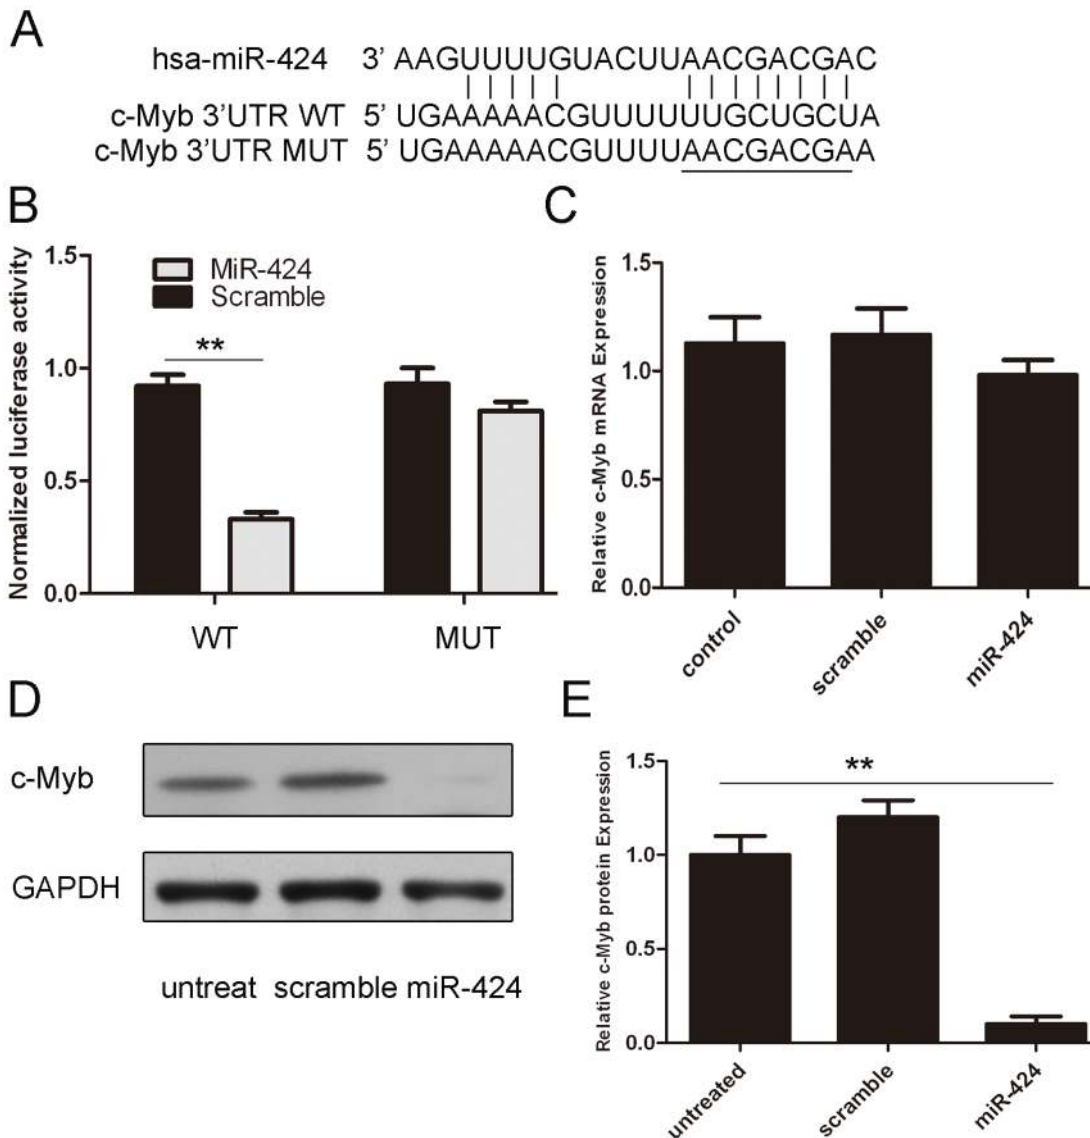 A
hsa-miR-424 3' AAGUUUUGUACUUAACGACGAC
c-Myb 3'UTR WT 5' UGAAAAACGUUUUUUGCUGCUA
c-Myb 3'UTR MUT 5' UGAAAAACGUUUUAACGACGAA
B
Normalized luciferase activity
1.5
1.0
0.5
0.0
MiR-424
Scramble
**
WT MUT
C
Relative c-Myb mRNA Expression
1.5
1.0
0.5
0.0
control scramble miR-424
D
c-Myb
GAPDH
untreat scramble miR-424
E
Relative c-Myb protein Expression
1.5
1.0
0.5
0.0
**
untreated scramble miR-424